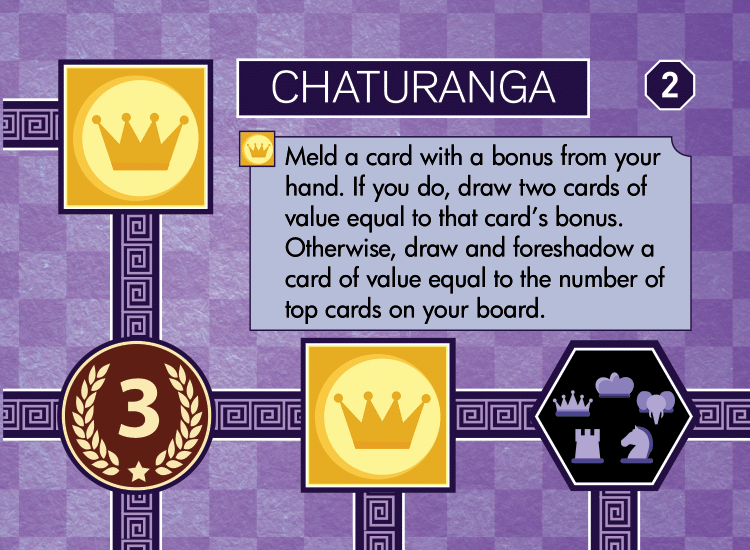 CHATURANGA
2
Meld a card with a bonus from your
hand. If you do, draw two cards of
value equal to that card's bonus.
Otherwise, draw and foreshadow a
card of value equal to the number of
top cards on your board.
3